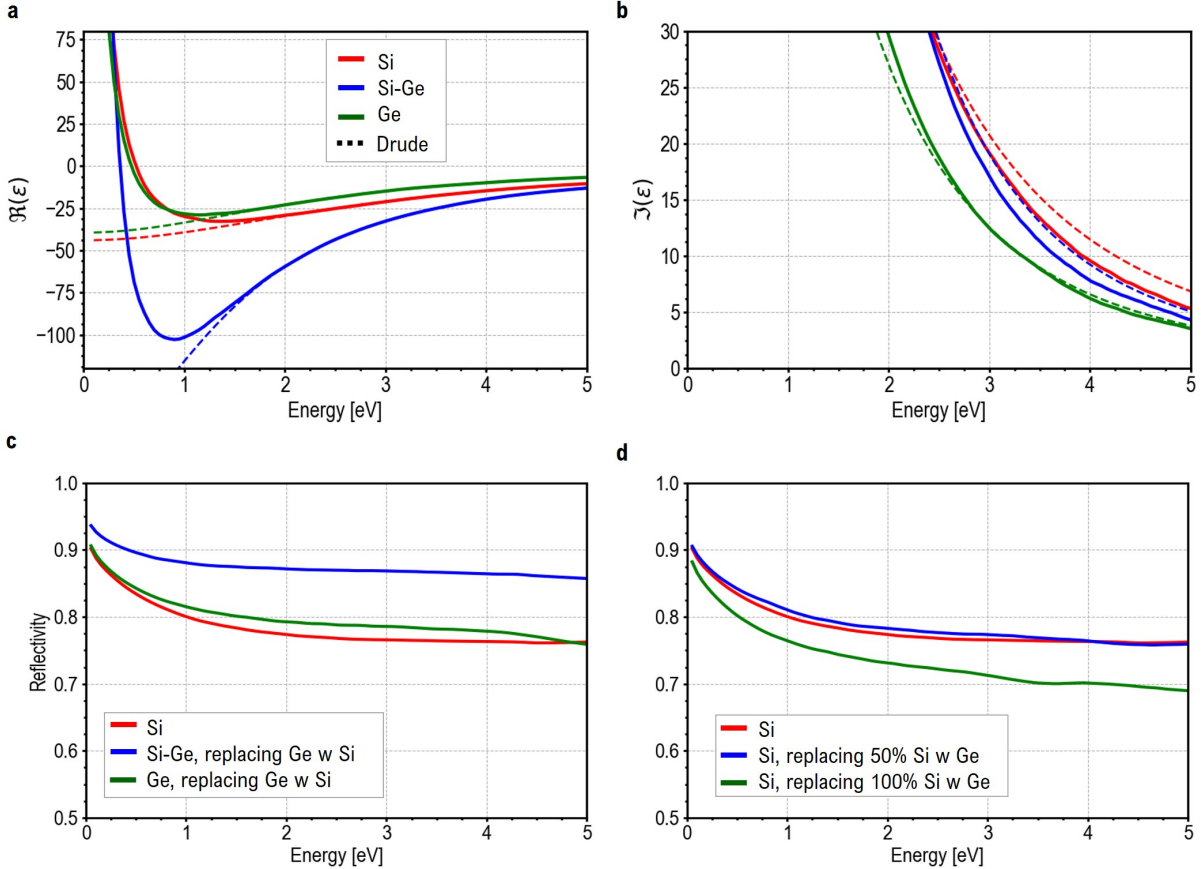 a
75
50
25
0
−25
−50
−75
−100
ℜ(ε)
Si
Si-Ge
Ge
Drude
0 1 2 3 4 5
Energy [eV]
b
30
25
20
15
10
5
0
ℑ(ε)
0 1 2 3 4 5
Energy [eV]
c
1.0
0.9
0.8
0.7
0.6
0.5
Reflectivity
Si
Si-Ge, replacing Ge w Si
Ge, replacing Ge w Si
0 1 2 3 4 5
Energy [eV]
d
1.0
0.9
0.8
0.7
0.6
0.5
Si
Si, replacing 50% Si w Ge
Si, replacing 100% Si w Ge
0 1 2 3 4 5
Energy [eV]